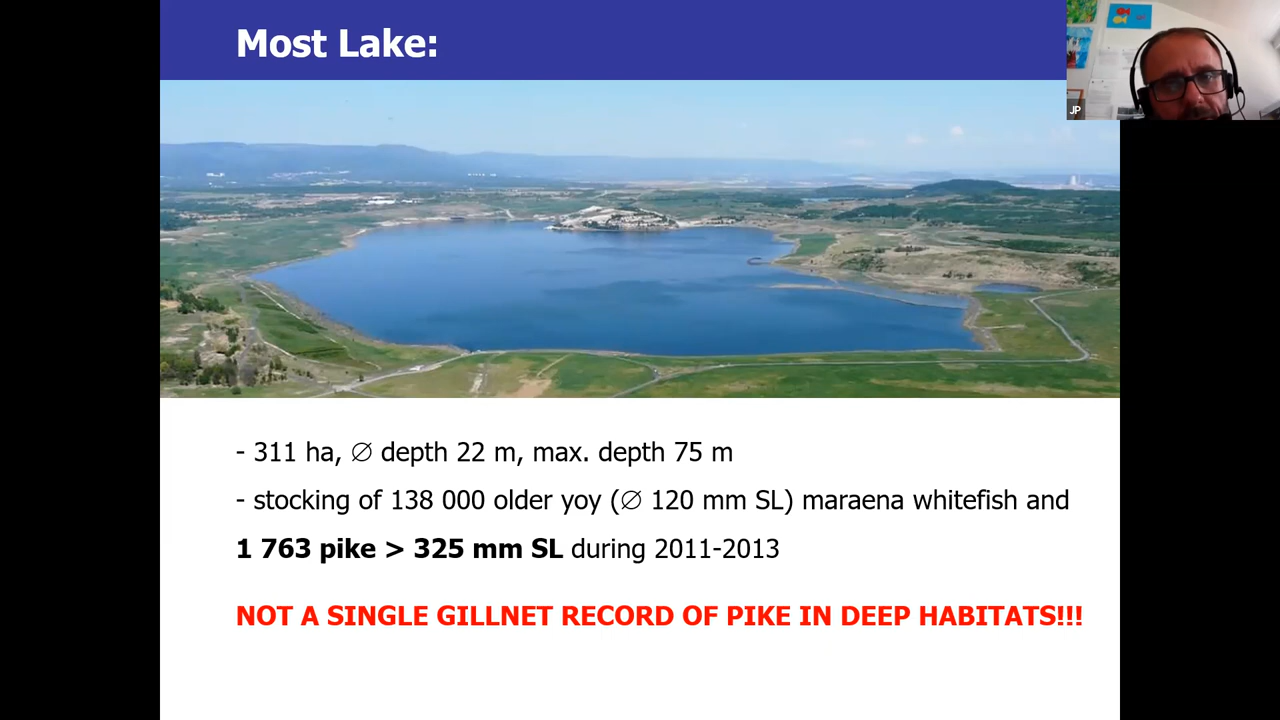 Most Lake:
JP
- 311 ha, ∅ depth 22 m, max. depth 75 m
- stocking of 138 000 older yoy (∅ 120 mm SL) maraena whitefish and
1 763 pike > 325 mm SL during 2011-2013
NOT A SINGLE GILLNET RECORD OF PIKE IN DEEP HABITATS!!!